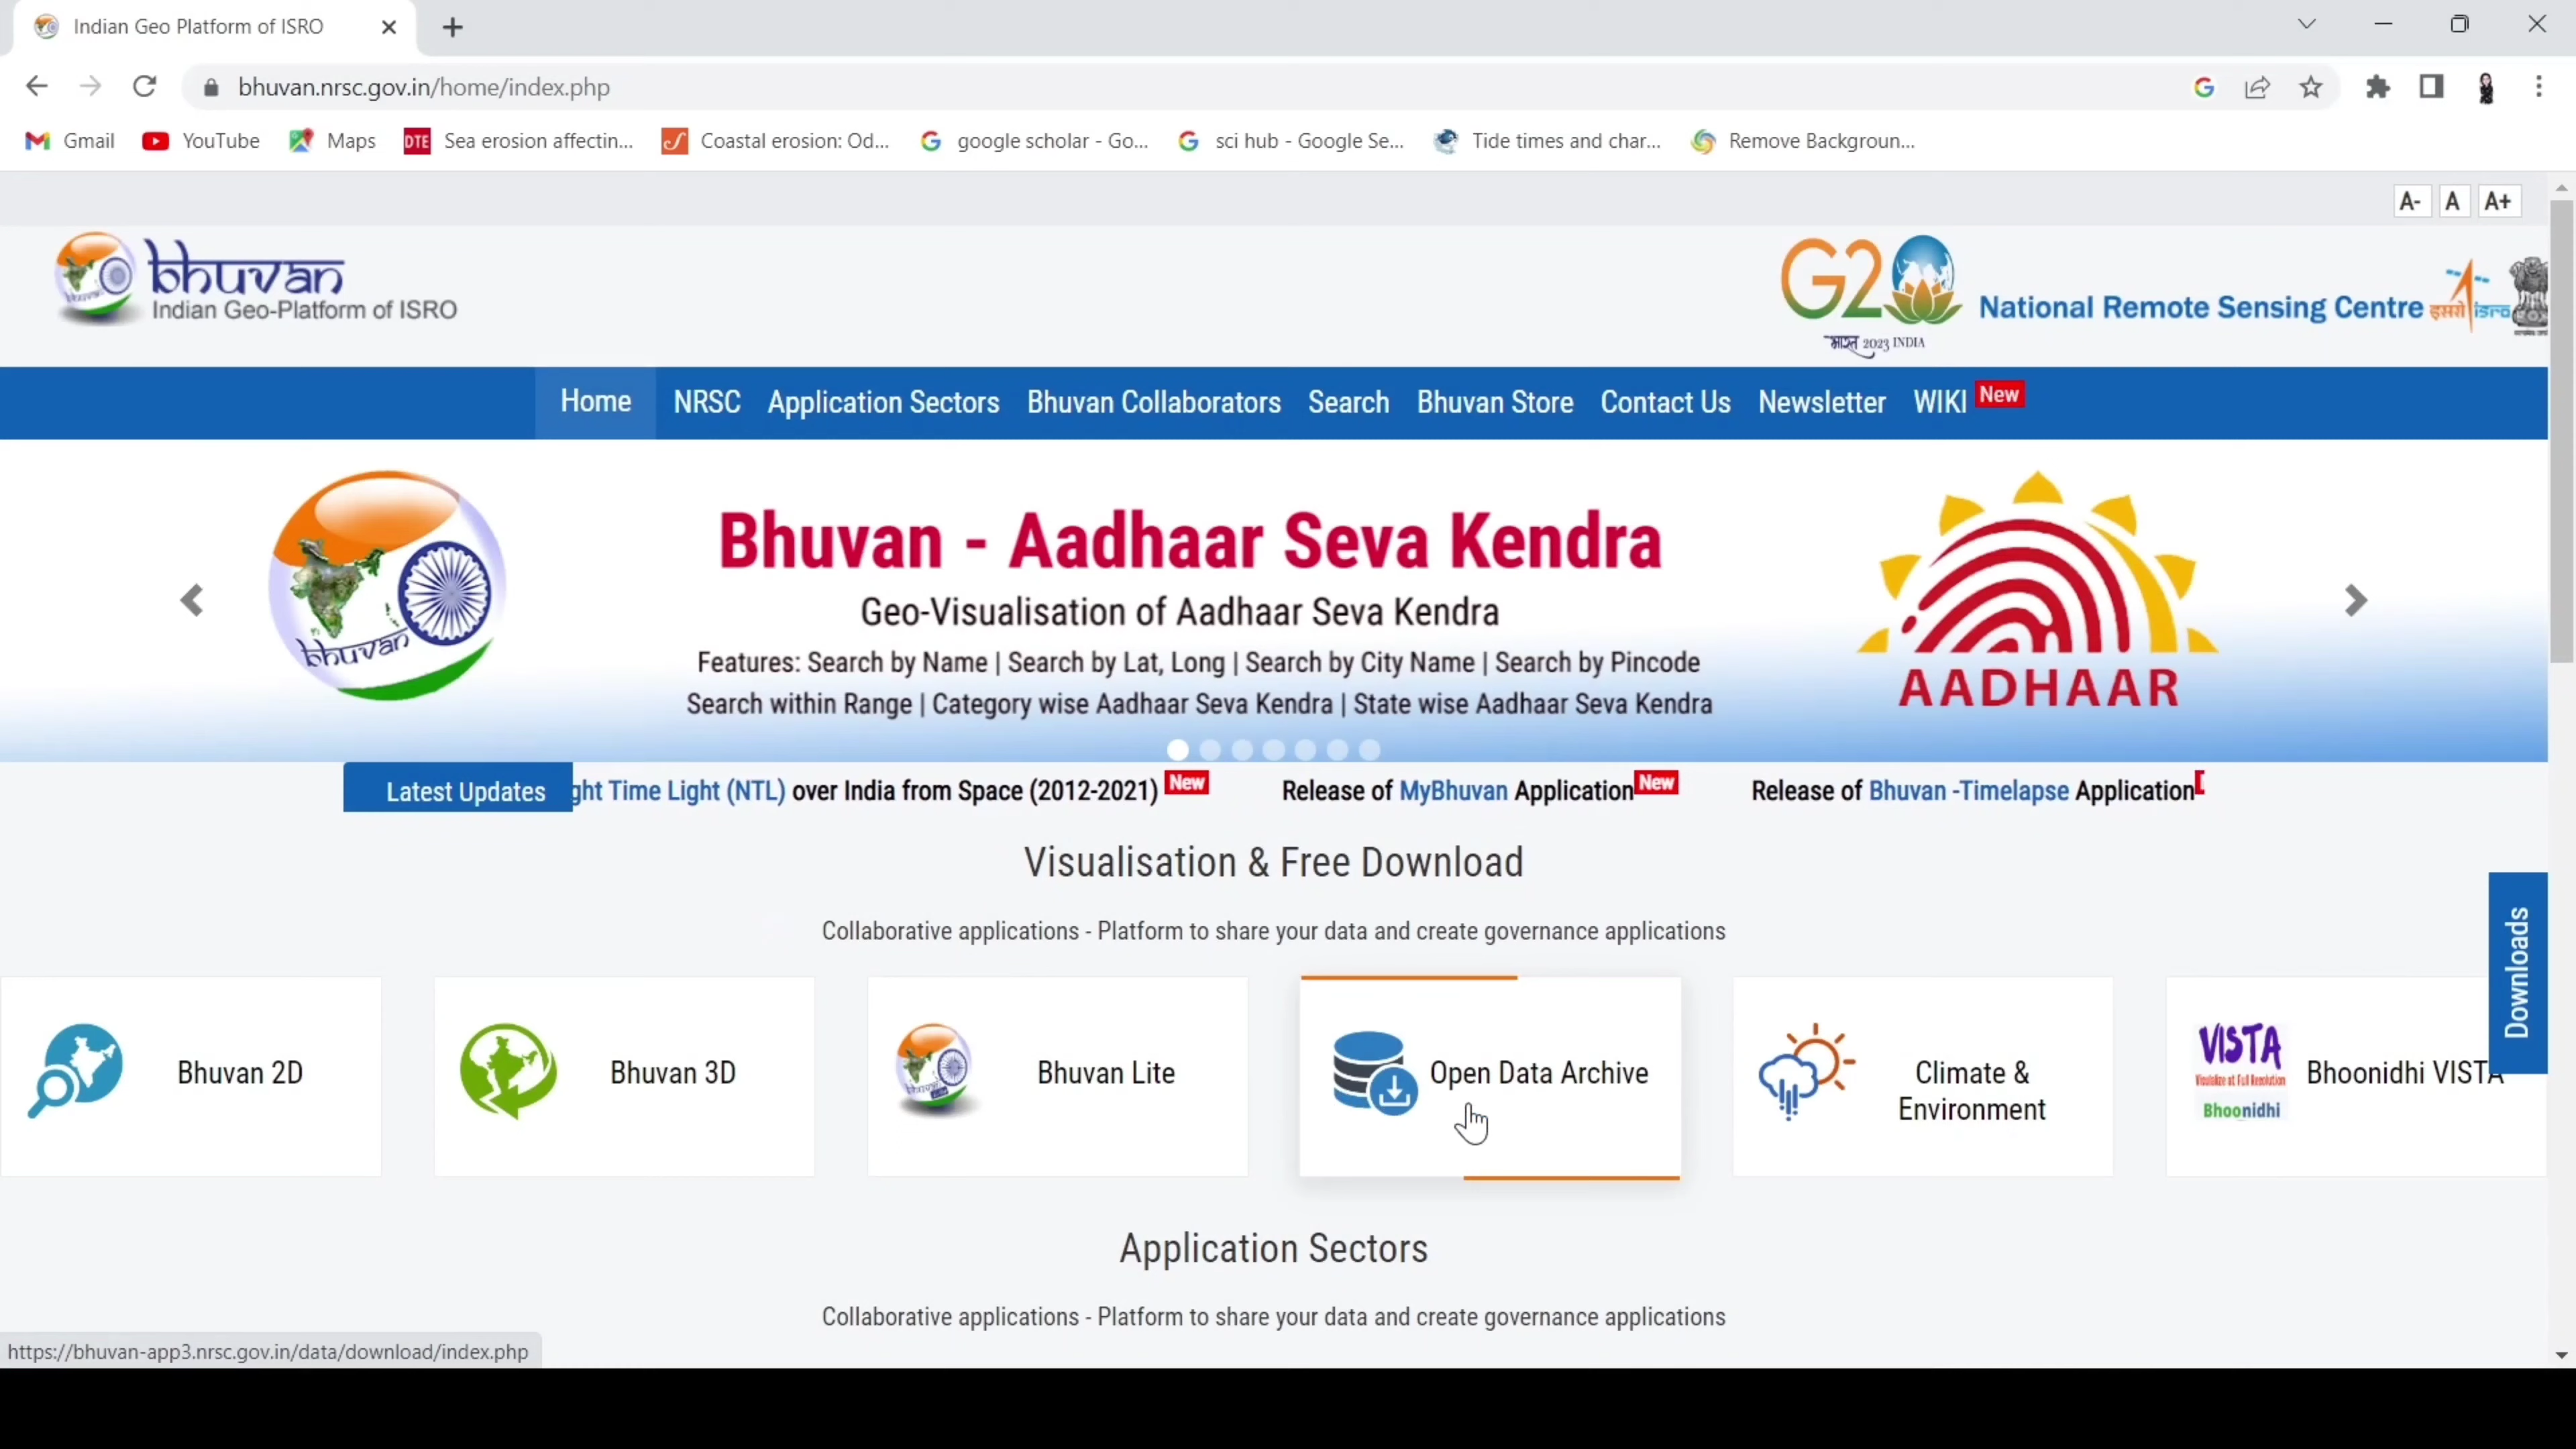 Indian Geo Platform of ISRO
bhuvan.nrsc.gov.in/home/index.php
Gmail YouTube Maps DTE Sea erosion affectin... Coastal erosion: Od... google scholar - Go... sci hub - Google Se... Tide times and char... Remove Backgroun...
A- A A+
bhuvan
Indian Geo-Platform of ISRO
G20
भारत 2023 INDIA
National Remote Sensing Centre
इसरो isro
Home NRSC Application Sectors Bhuvan Collaborators Search Bhuvan Store Contact Us Newsletter WIKI New
bhuvan
Bhuvan - Aadhaar Seva Kendra
Geo-Visualisation of Aadhaar Seva Kendra
Features: Search by Name | Search by Lat, Long | Search by City Name | Search by Pincode
Search within Range | Category wise Aadhaar Seva Kendra | State wise Aadhaar Seva Kendra
AADHAAR
Latest Updates ght Time Light (NTL) over India from Space (2012-2021) New Release of MyBhuvan Application New Release of Bhuvan -Timelapse Application
Visualisation & Free Download
Collaborative applications - Platform to share your data and create governance applications
Downloads
Bhuvan 2D
Bhuvan 3D
Bhuvan Lite
Open Data Archive
Climate &
Environment
VISTA
Visualize at Full Resolution
Bhoonidhi
Bhoonidhi VISTA
Application Sectors
Collaborative applications - Platform to share your data and create governance applications
https://bhuvan-app3.nrsc.gov.in/data/download/index.php